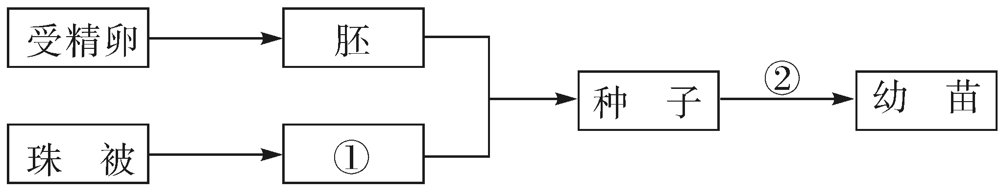 受精卵
胚
种 子
②
幼 苗
珠 被
①